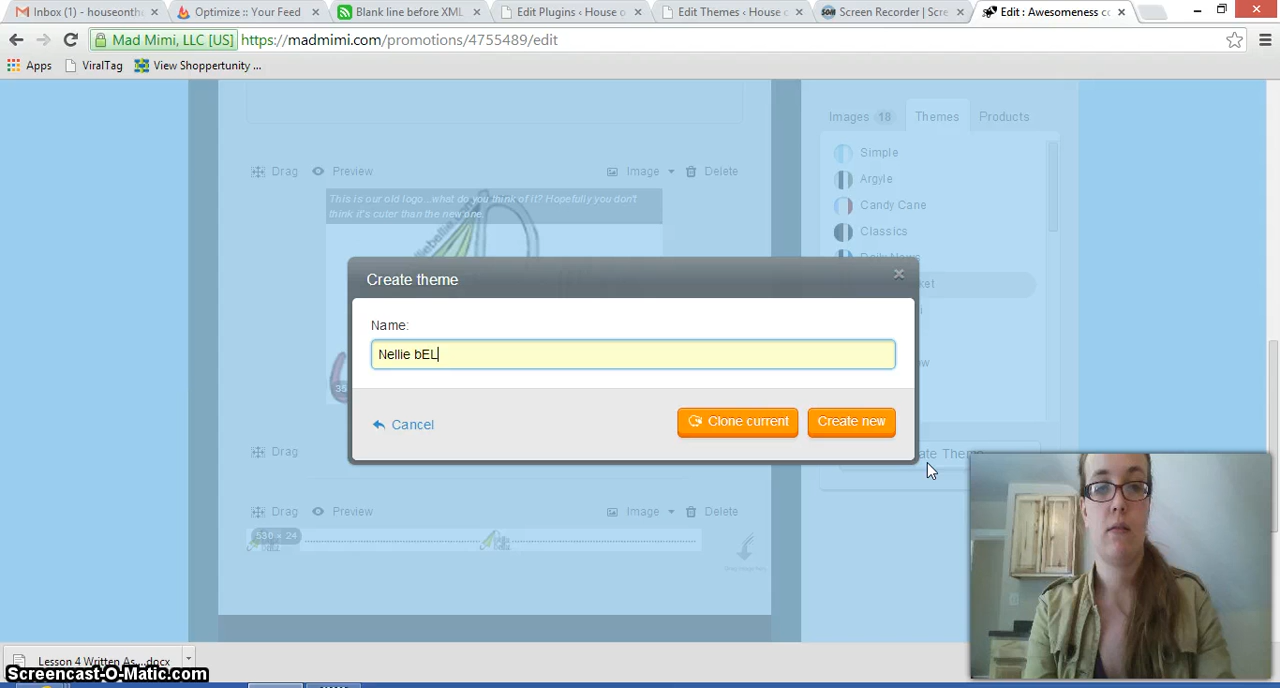 Inbox (1) - houseonthe
Optimize :: Your Feed
Blank line before XML
Edit Plugins ‹ House o
Edit Themes ‹ House c
Screen Recorder | Scre
Edit : Awesomeness co
Mad Mimi, LLC [US]
https://madmimi.com/promotions/4755489/edit
Apps
ViralTag
View Shoppertunity ...
Images 18
Themes
Products
Drag
Preview
Image
Delete
This is our old logo...what do you think of it? Hopefully you don't
think it's cuter than the new one.
Simple
Argyle
Candy Cane
Classics
Create theme
Name:
Nellie bEL
Cancel
Clone current
Create new
Drag
Drag
Preview
Image
Delete
530 × 24
Lesson 4 Written As....docx
Screencast-O-Matic.com